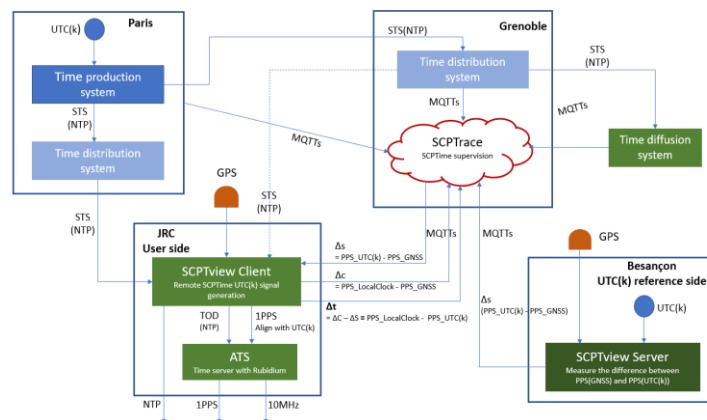 Paris
UTC(k)
Time production
system
STS
(NTP)
Time distribution
system
STS
(NTP)
STS(NTP)
MQTTs
Grenoble
Time distribution
system
MQTTs
SCPTrace
SCPTime supervision
STS
(NTP)
MQTTs
Time diffusion
system
GPS
STS
(NTP)
JRC
User side
SCPTview Client
Remote SCPTime UTC(k) signal
generation
TOD
(NTP)
1PPS
Align with UTC(k)
ATS
Time server with Rubidium
NTP
1PPS
10MHz
Δs
= PPS_UTC(k) - PPS_GNSS
Δc
= PPS_LocalClock - PPS_GNSS
Δt
= ΔC – ΔS = PPS_LocalClock - PPS_UTC(k)
MQTTs
MQTTs
Δs
(PPS_UTC(k) - PPS_GNSS)
GPS
Besançon
UTC(k) reference side
UTC(k)
SCPTview Server
Measure the difference between
PPS(GNSS) and PPS(UTC(k))